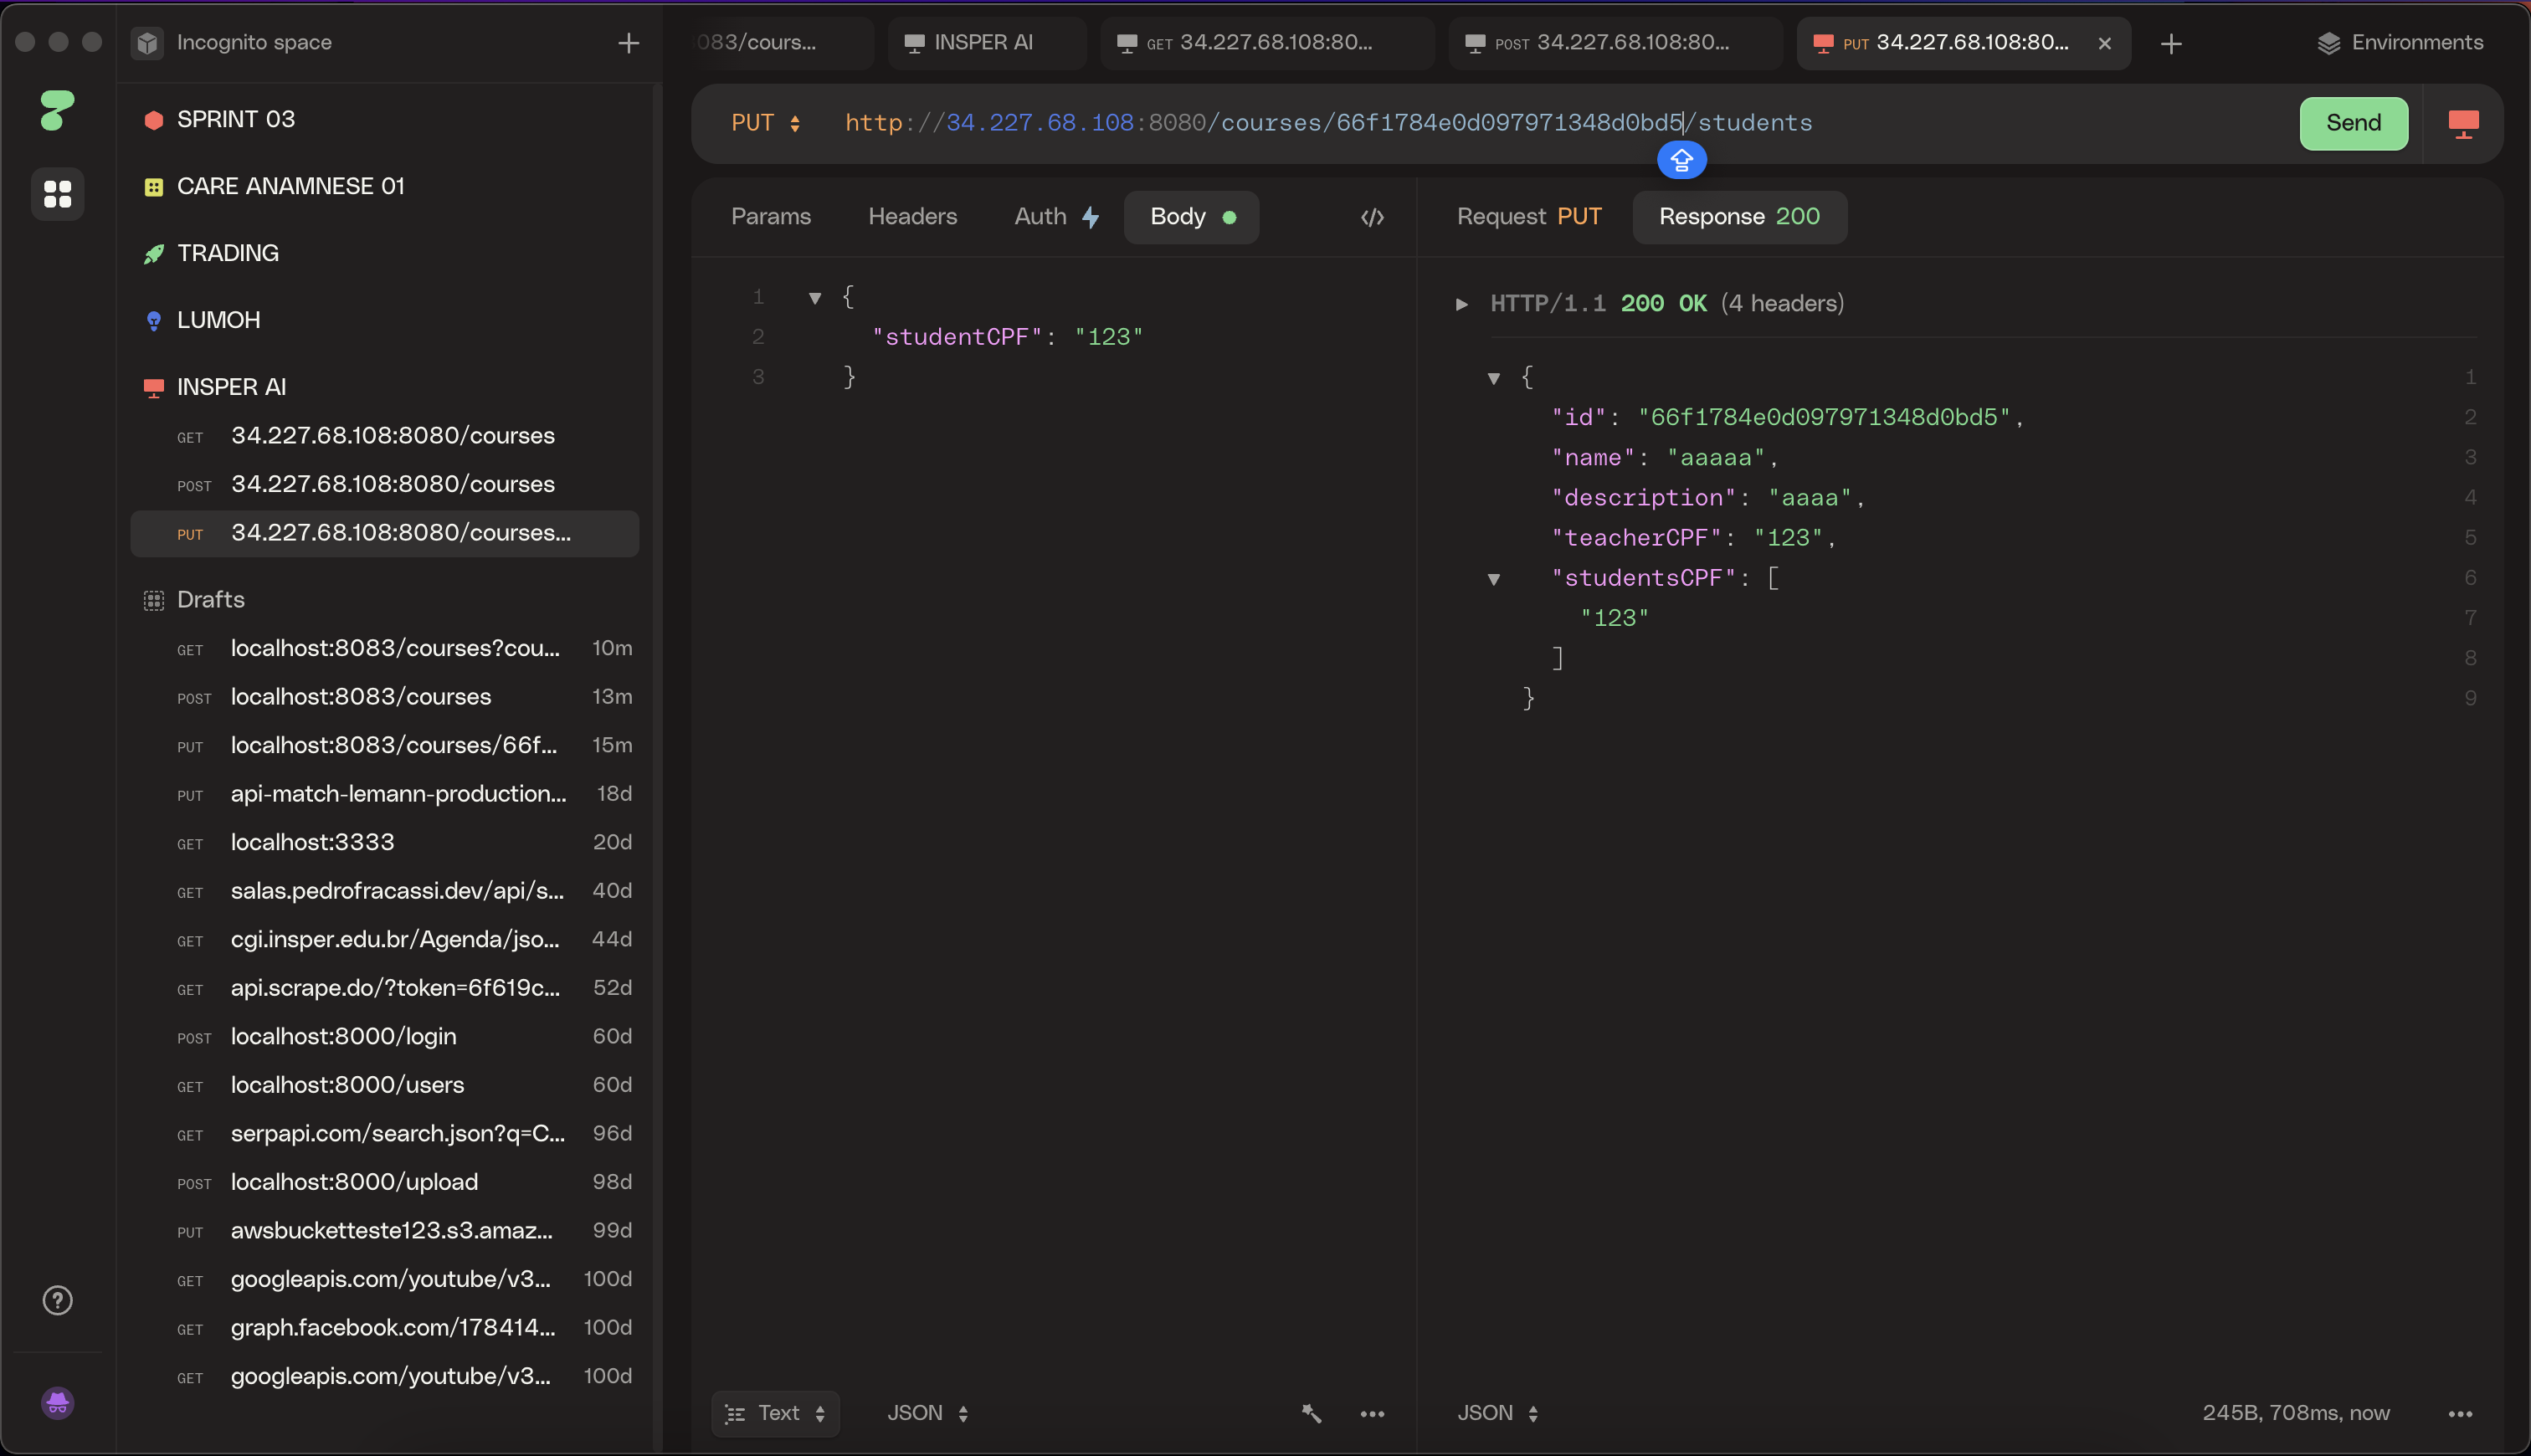 Incognito space
083/cours...
INSPER AI
GET 34.227.68.108:80...
POST 34.227.68.108:80...
PUT 34.227.68.108:80...
Environments
SPRINT 03
CARE ANAMNESE 01
TRADING
LUMOH
INSPER AI
GET 34.227.68.108:8080/courses
POST 34.227.68.108:8080/courses
PUT 34.227.68.108:8080/courses...
Drafts
GET localhost:8083/courses?cou... 10m
POST localhost:8083/courses 13m
PUT localhost:8083/courses/66f... 15m
PUT api-match-lemann-production... 18d
GET localhost:3333 20d
GET salas.pedrofracassi.dev/api/s... 40d
GET cgi.insper.edu.br/Agenda/jso... 44d
GET api.scrape.do/?token=6f619c... 52d
POST localhost:8000/login 60d
GET localhost:8000/users 60d
GET serpapi.com/search.json?q=C... 96d
POST localhost:8000/upload 98d
PUT awsbucketteste123.s3.amaz... 99d
GET googleapis.com/youtube/v3... 100d
GET graph.facebook.com/178414... 100d
GET googleapis.com/youtube/v3... 100d
PUT http://34.227.68.108:8080/courses/66f1784e0d097971348d0bd5/students
Send
Params Headers Auth Body </>
1 {
2 "studentCPF": "123"
3 }
Text JSON
Request PUT Response 200
HTTP/1.1 200 OK (4 headers)
{ 1
"id": "66f1784e0d097971348d0bd5", 2
"name": "aaaaa", 3
"description": "aaaa", 4
"teacherCPF": "123", 5
"studentsCPF": [ 6
"123" 7
] 8
} 9
JSON 245B, 708ms, now